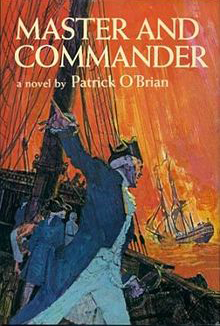 MASTER AND
COMMANDER
a novel by Patrick O'Brian